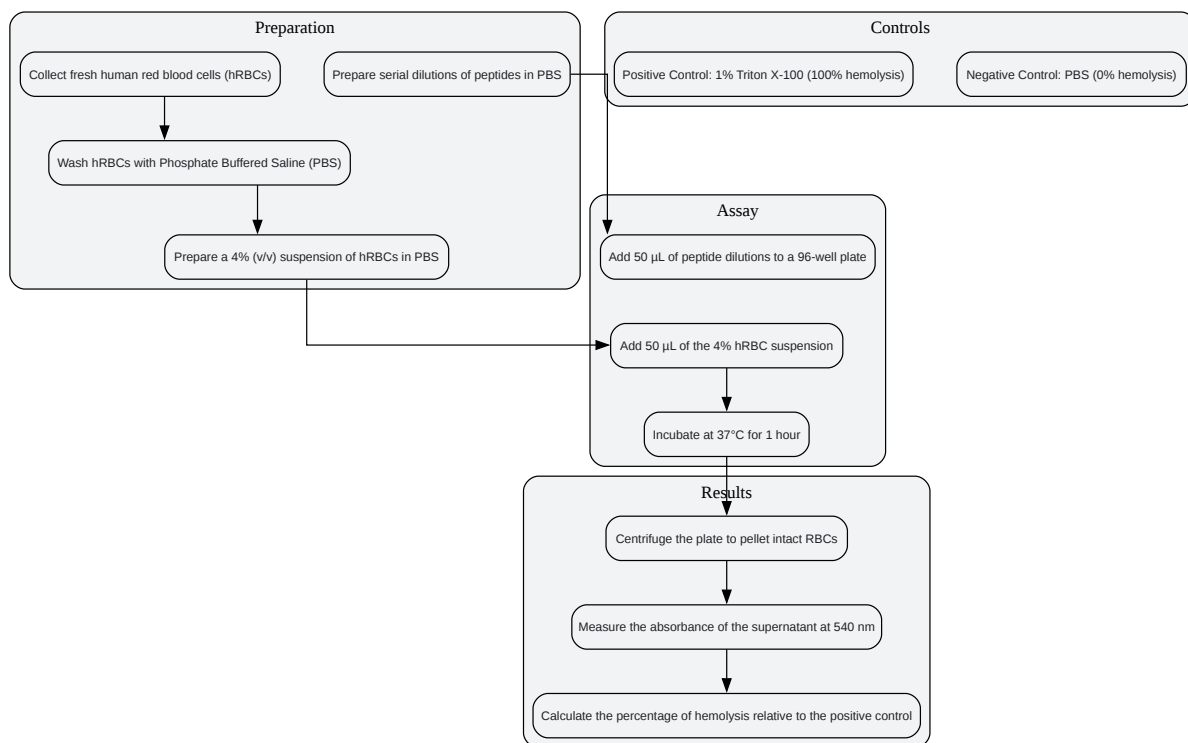 Preparation
Collect fresh human red blood cells (hRBCs)
Prepare serial dilutions of peptides in PBS
Wash hRBCs with Phosphate Buffered Saline (PBS)
Prepare a 4% (v/v) suspension of hRBCs in PBS
Controls
Positive Control: 1% Triton X-100 (100% hemolysis)
Negative Control: PBS (0% hemolysis)
Assay
Add 50 µL of peptide dilutions to a 96-well plate
Add 50 µL of the 4% hRBC suspension
Incubate at 37°C for 1 hour
Results
Centrifuge the plate to pellet intact RBCs
Measure the absorbance of the supernatant at 540 nm
Calculate the percentage of hemolysis relative to the positive control